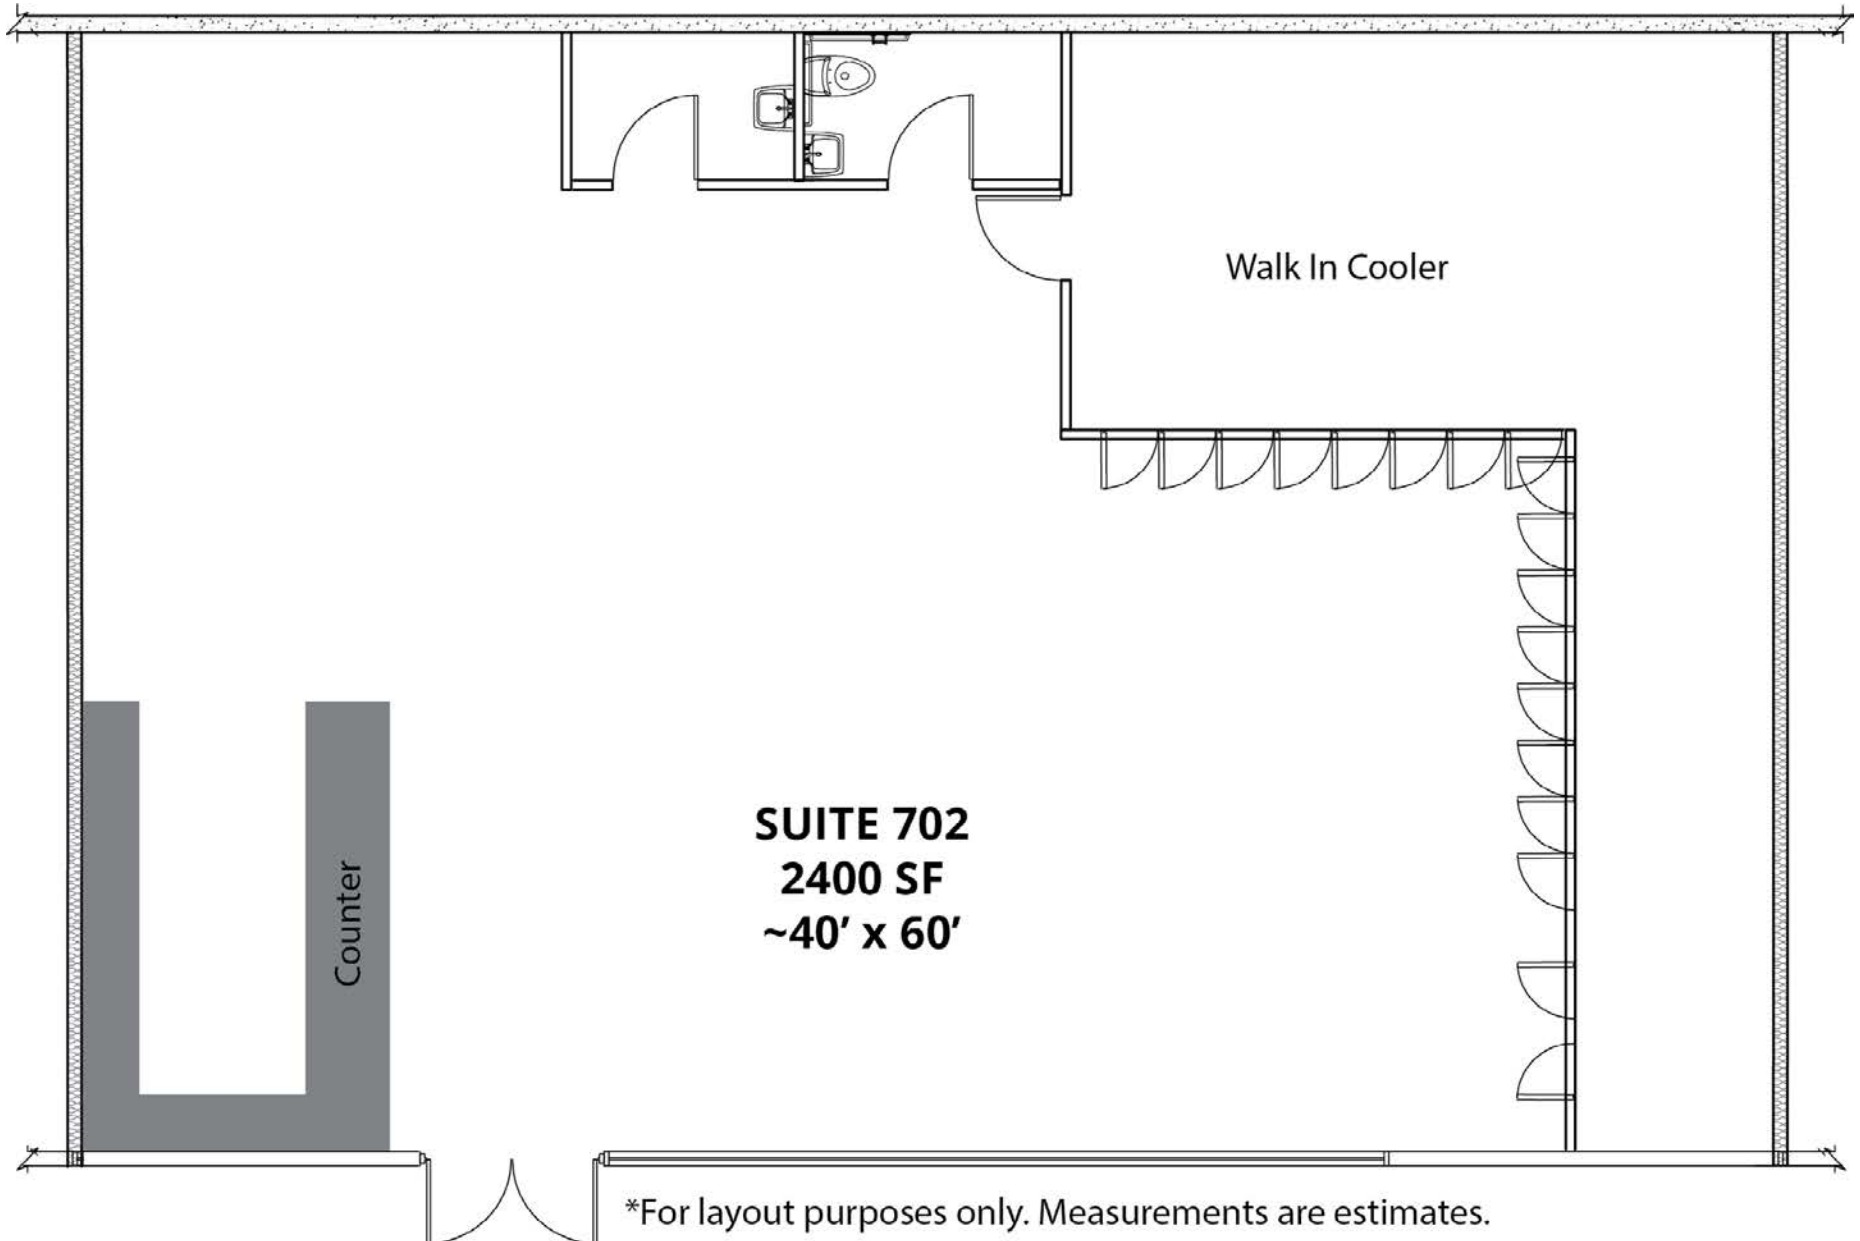 Walk In Cooler
SUITE 702
2400 SF
~40’ x 60’
Counter
*For layout purposes only. Measurements are estimates.